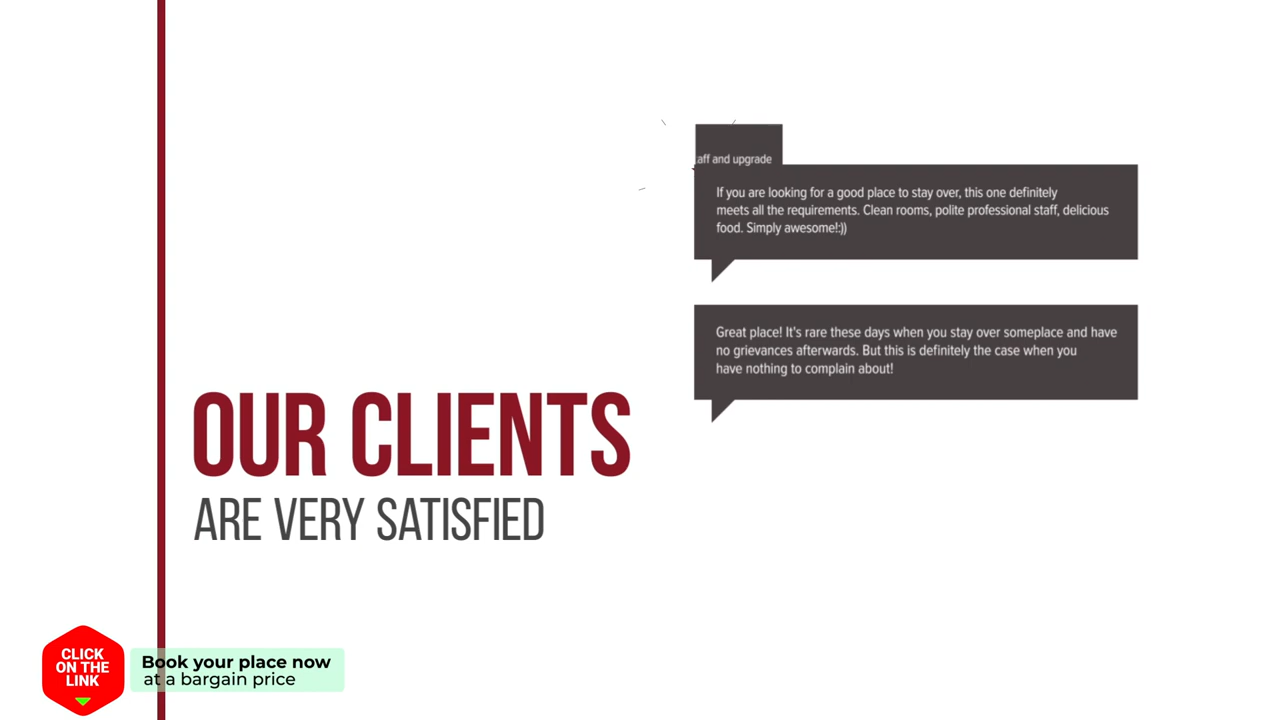 and upgrade
If you are looking for a good place to stay over, this one definitely
meets all the requirements. Clean rooms, polite professional staff, delicious
food. Simply awesome!:))
Great place! It's rare these days when you stay over someplace and have
no grievances afterwards. But this is definitely the case when you
have nothing to complain about!
OUR CLIENTS
ARE VERY SATISFIED
CLICK
ON THE
LINK
Book your place now
at a bargain price